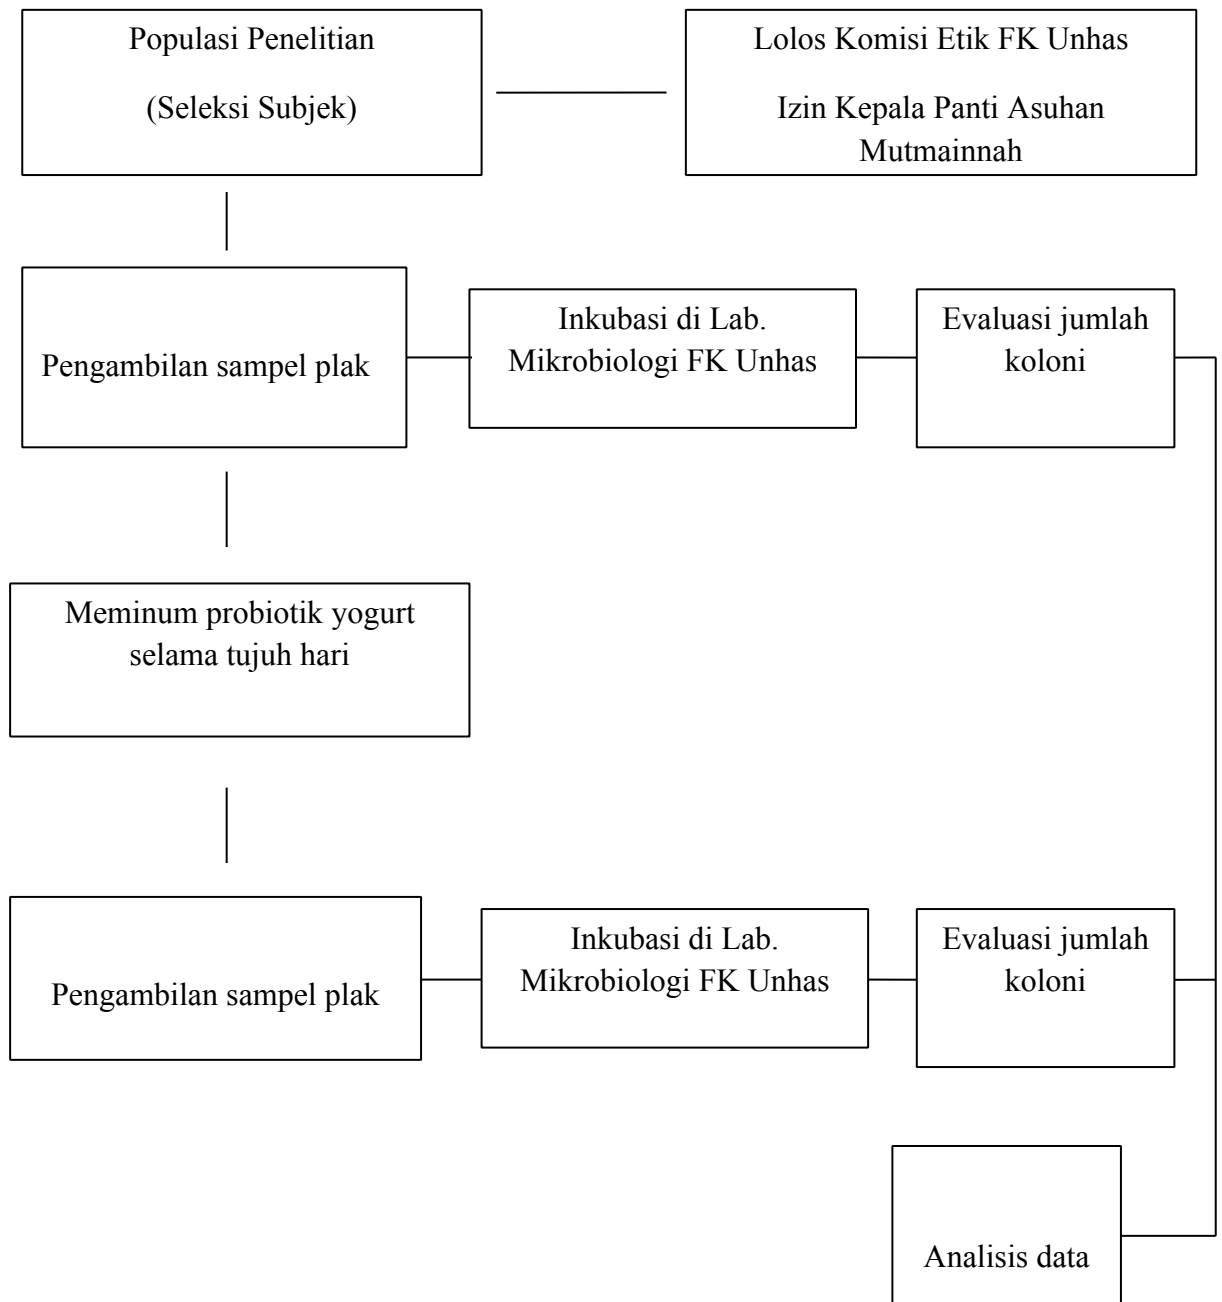 Populasi Penelitian
(Seleksi Subjek)
Lolos Komisi Etik FK Unhas
Izin Kepala Panti Asuhan
Mutmainnah
Pengambilan sampel plak
Inkubasi di Lab.
Mikrobiologi FK Unhas
Evaluasi jumlah
koloni
Meminum probiotik yogurt
selama tujuh hari
Pengambilan sampel plak
Inkubasi di Lab.
Mikrobiologi FK Unhas
Evaluasi jumlah
koloni
Analisis data